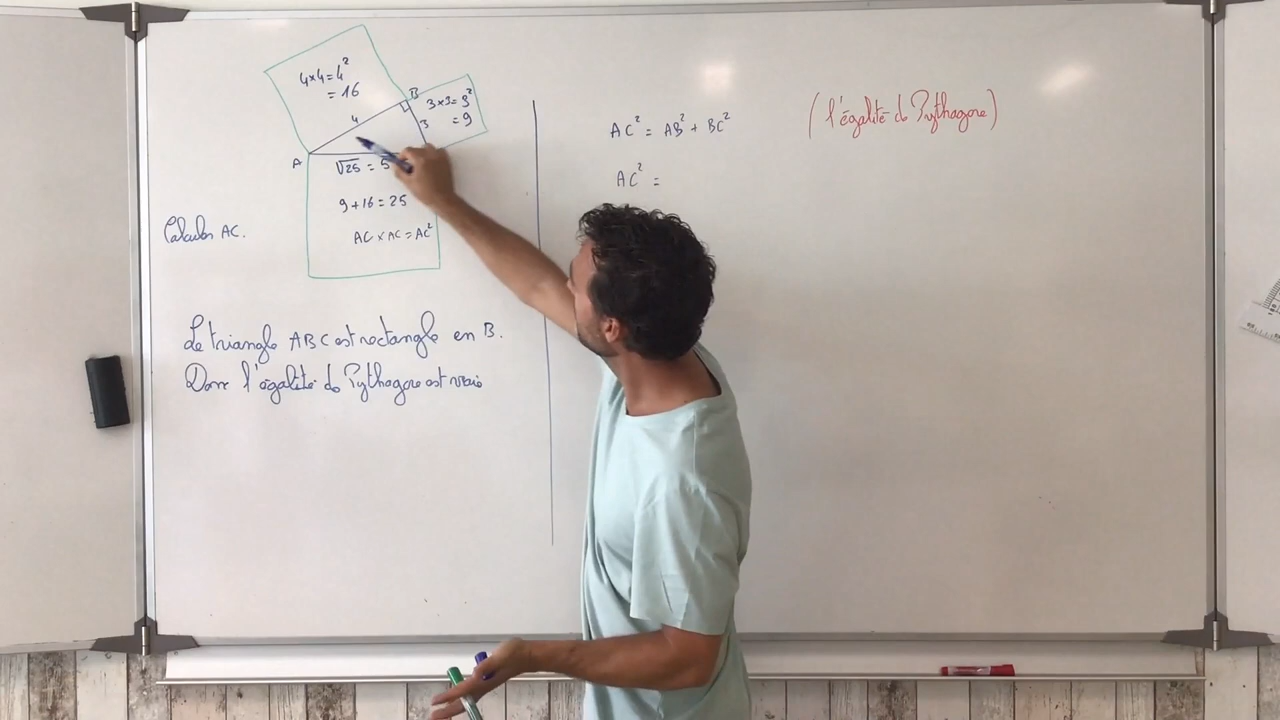 4×4=4²
=16
B
3×3=3²
=9
4
3
A
√25 = 5
9+16=25
AC×AC=AC²
Calculer AC.
Le triangle ABC est rectangle en B.
Donc l'égalité de Pythagore est vraie
AC² = AB² + BC²
AC² =
(l'égalité de Pythagore)